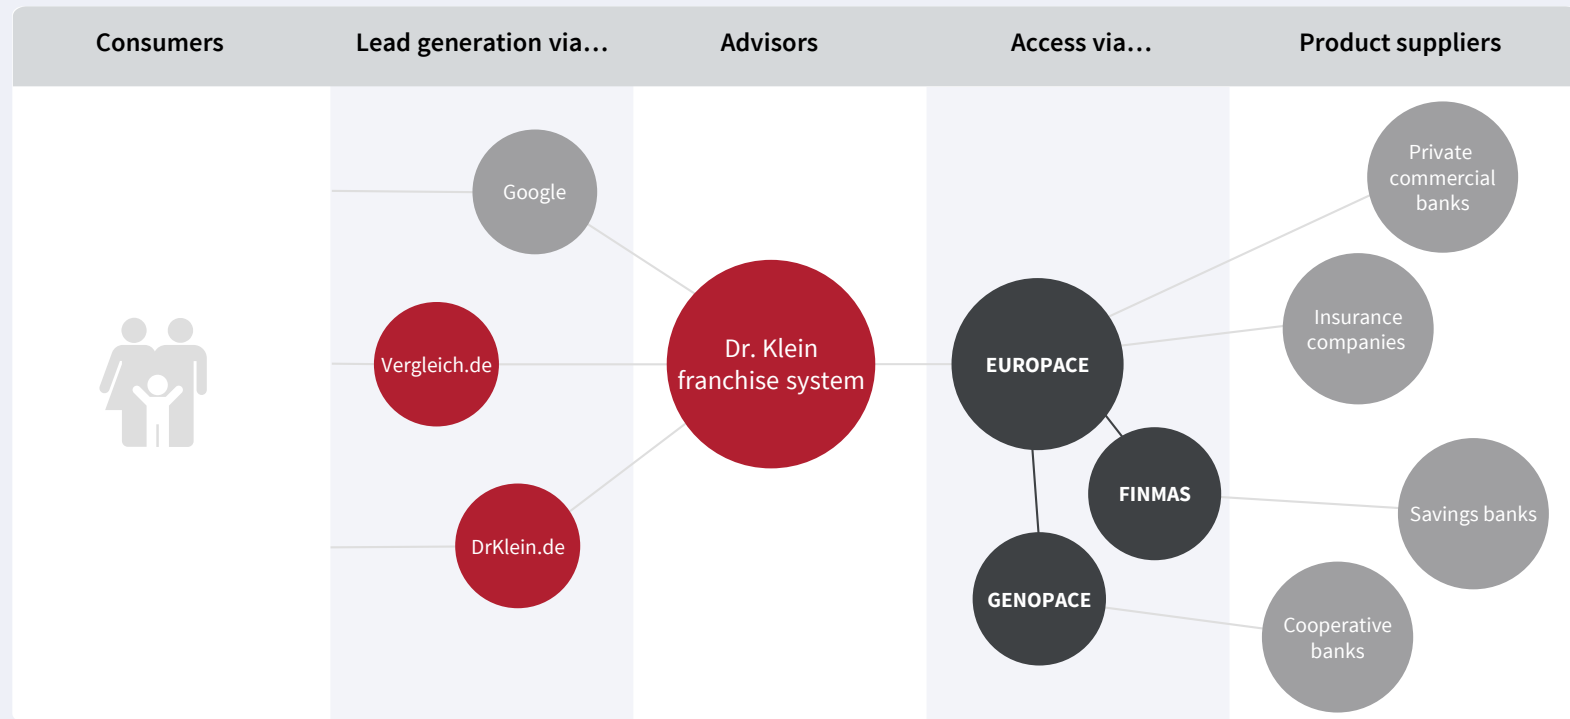 Consumers
Lead generation via…
Advisors
Access via…
Product suppliers
Google
Vergleich.de
DrKlein.de
Dr. Klein
franchise system
EUROPACE
FINMAS
GENOPACE
Private
commercial
banks
Insurance
companies
Savings banks
Cooperative
banks